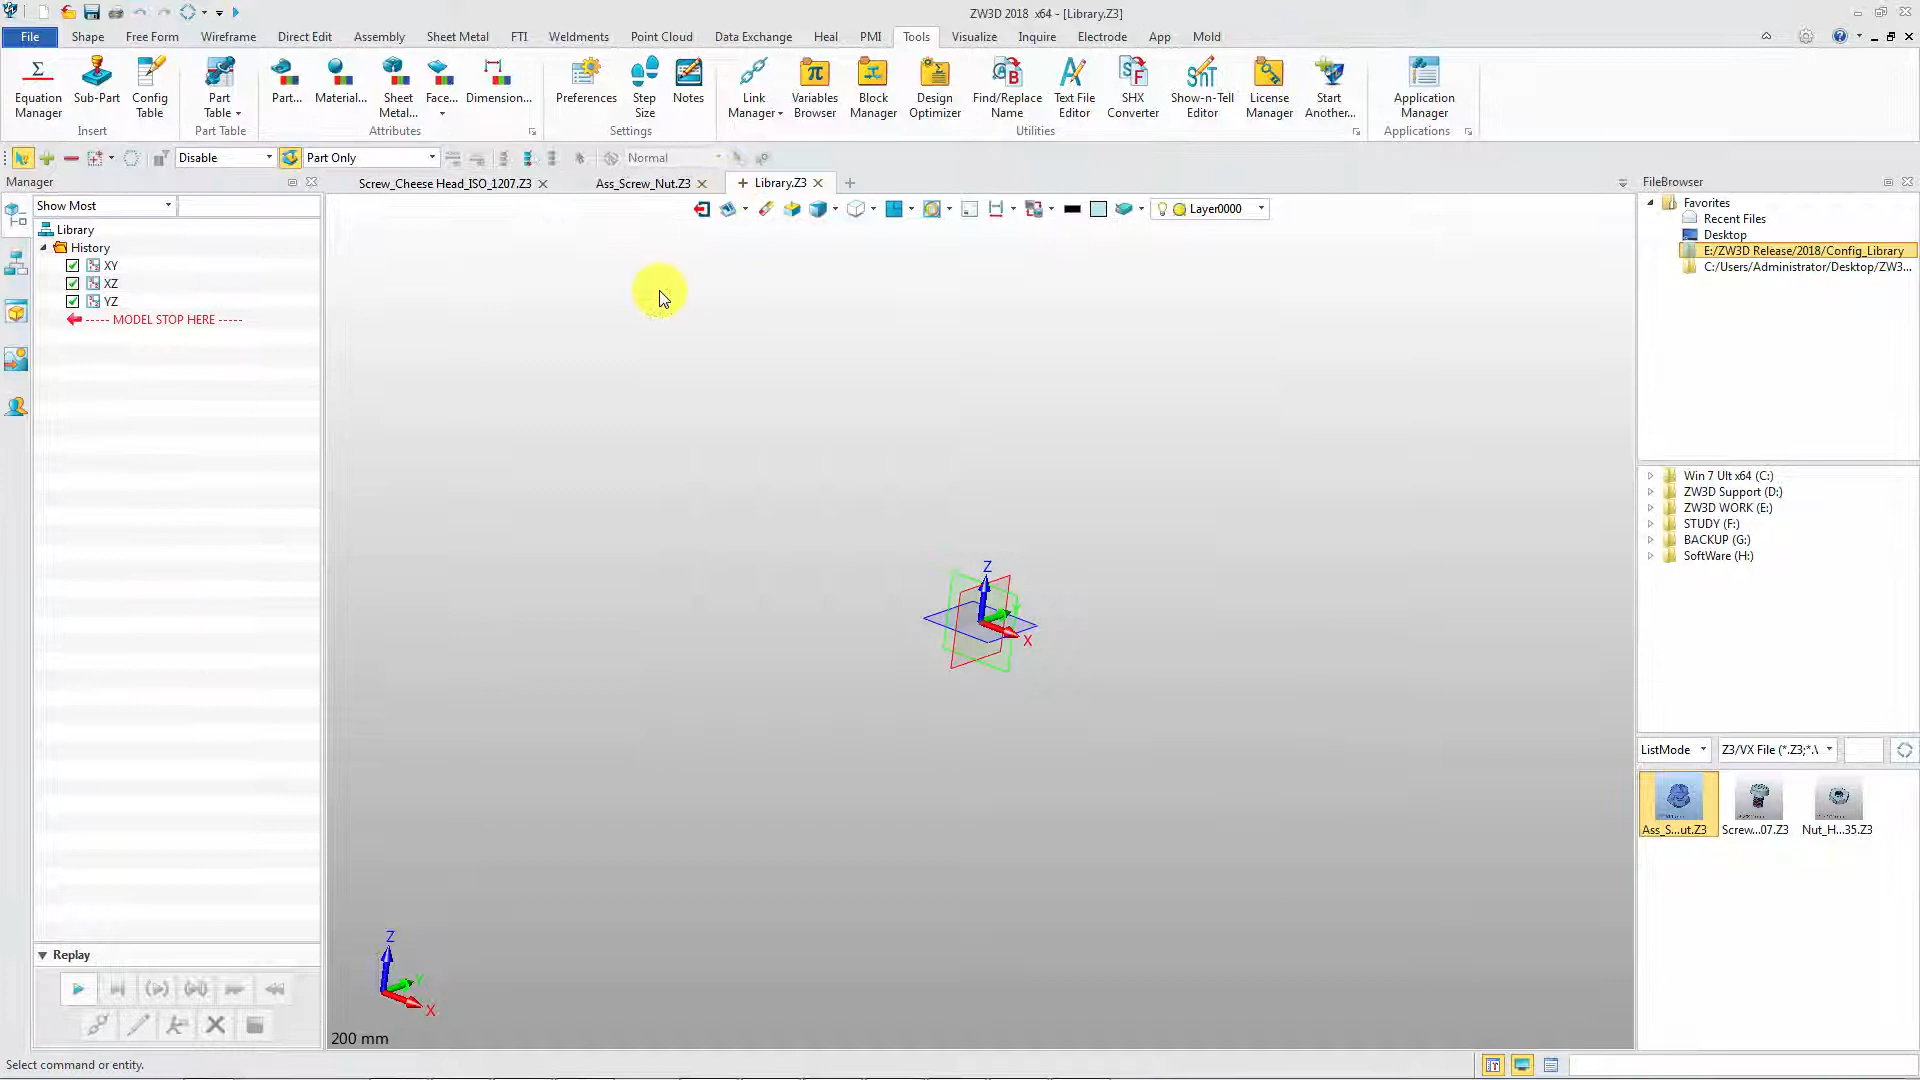 ZW3D 2018  x64 - [Library.Z3]
File Shape Free Form Wireframe Direct Edit Assembly Sheet Metal FTI Weldments Point Cloud Data Exchange Heal PMI Tools Visualize Inquire Electrode App Mold
Equation Manager Sub-Part Config Table Part Table Part... Material... Sheet Metal... Face... Dimension... Preferences Step Size Notes Link Manager Variables Browser Block Manager Design Optimizer Find/Replace Name Text File Editor SHX Converter Show-n-Tell Editor License Manager Start Another... Application Manager
Insert Part Table Attributes Settings Utilities Applications
Disable Part Only Normal
Manager Screw_Cheese Head_ISO_1207.Z3 Ass_Screw_Nut.Z3 Library.Z3 FileBrowser
Show Most Layer0000
Library
History
XY
XZ
YZ
----- MODEL STOP HERE -----
Favorites
Recent Files
Desktop
E:/ZW3D Release/2018/Config_Library
C:/Users/Administrator/Desktop/ZW3...
Win 7 Ult x64 (C:)
ZW3D Support (D:)
ZW3D WORK (E:)
STUDY (F:)
BACKUP (G:)
SoftWare (H:)
Z
Y
X
ListMode Z3/VX File (*.Z3;*.\
Ass_S...ut.Z3 Screw...07.Z3 Nut_H...35.Z3
Replay
Z
Y
X
200 mm
Select command or entity.